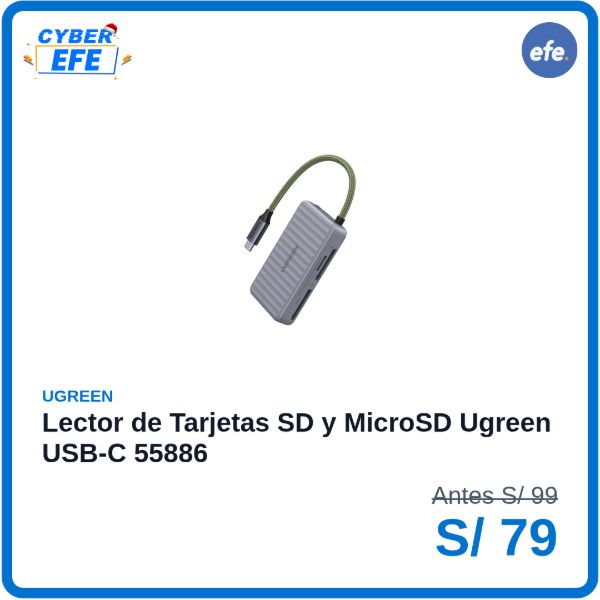 CYBER
EFE
efe.
UGREEN
Lector de Tarjetas SD y MicroSD Ugreen
USB-C 55886
Antes S/ 99
S/ 79